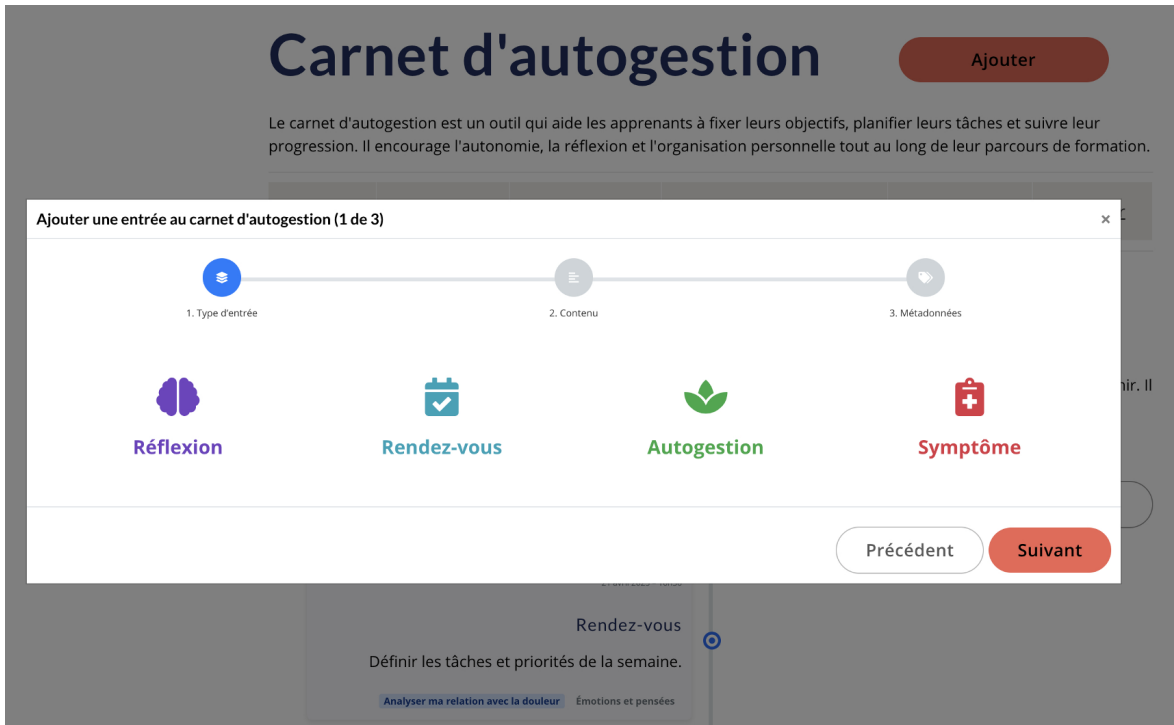 Carnet d'autogestion
Ajouter
Le carnet d'autogestion est un outil qui aide les apprenants à fixer leurs objectifs, planifier leurs tâches et suivre leur
progression. Il encourage l'autonomie, la réflexion et l'organisation personnelle tout au long de leur parcours de formation.
Ajouter une entrée au carnet d'autogestion (1 de 3)
×
1. Type d'entrée
2. Contenu
3. Métadonnées
nir. Il
Réflexion
Rendez-vous
Autogestion
Symptôme
Précédent
Suivant
Rendez-vous
Définir les tâches et priorités de la semaine.
Analyser ma relation avec la douleur
Émotions et pensées